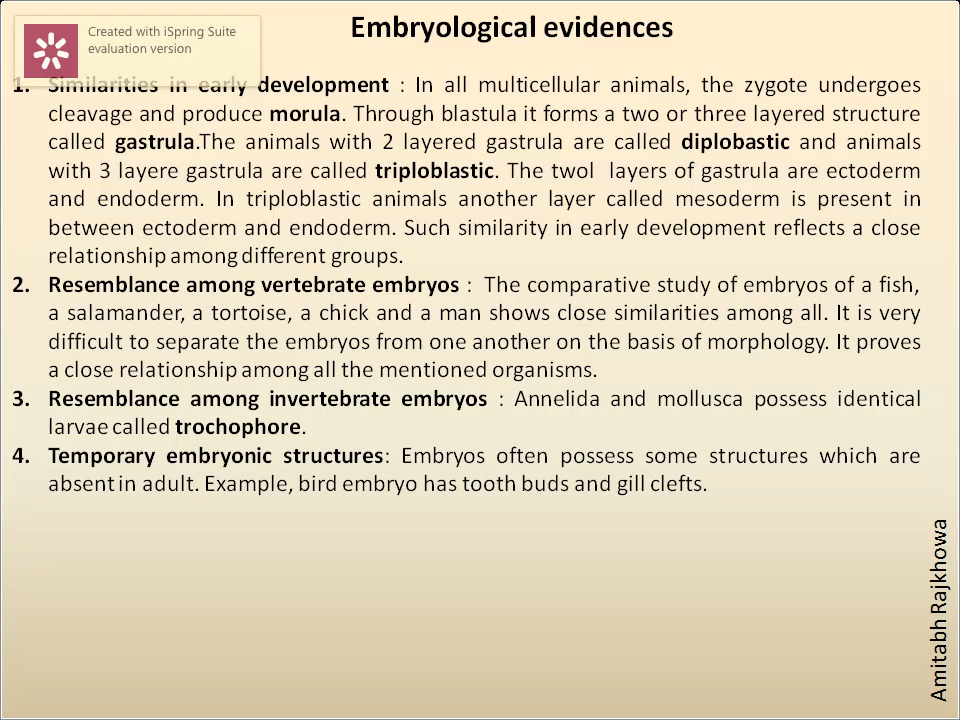 Embryological evidences
Created with iSpring Suite
evaluation version
1. Similarities in early development : In all multicellular animals, the zygote undergoes
cleavage and produce morula. Through blastula it forms a two or three layered structure
called gastrula.The animals with 2 layered gastrula are called diplobastic and animals
with 3 layere gastrula are called triploblastic. The twol layers of gastrula are ectoderm
and endoderm. In triploblastic animals another layer called mesoderm is present in
between ectoderm and endoderm. Such similarity in early development reflects a close
relationship among different groups.
2. Resemblance among vertebrate embryos : The comparative study of embryos of a fish,
a salamander, a tortoise, a chick and a man shows close similarities among all. It is very
difficult to separate the embryos from one another on the basis of morphology. It proves
a close relationship among all the mentioned organisms.
3. Resemblance among invertebrate embryos : Annelida and mollusca possess identical
larvae called trochophore.
4. Temporary embryonic structures: Embryos often possess some structures which are
absent in adult. Example, bird embryo has tooth buds and gill clefts.
Amitabh Rajkhowa